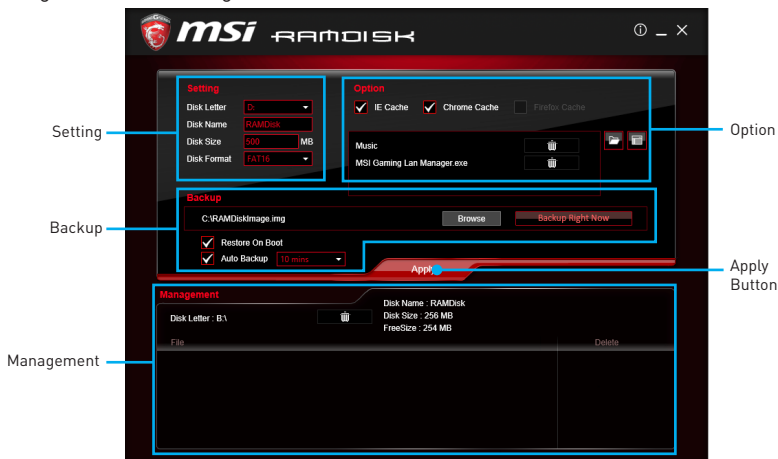 msi RAMDISK
Setting
Option
Disk Letter D:
IE Cache Chrome Cache Firefox Cache
Disk Name RAMDisk
Setting
Option
Disk Size 500 MB
Music
Disk Format FAT16
MSI Gaming Lan Manager.exe
Backup
C:\RAMDiskImage.img Browse Backup Right Now
Backup
Restore On Boot
Auto Backup 10 mins
Apply
Apply
Button
Management
Disk Name : RAMDisk
Disk Letter : B:\
Disk Size : 256 MB
FreeSize : 254 MB
File Delete
Management